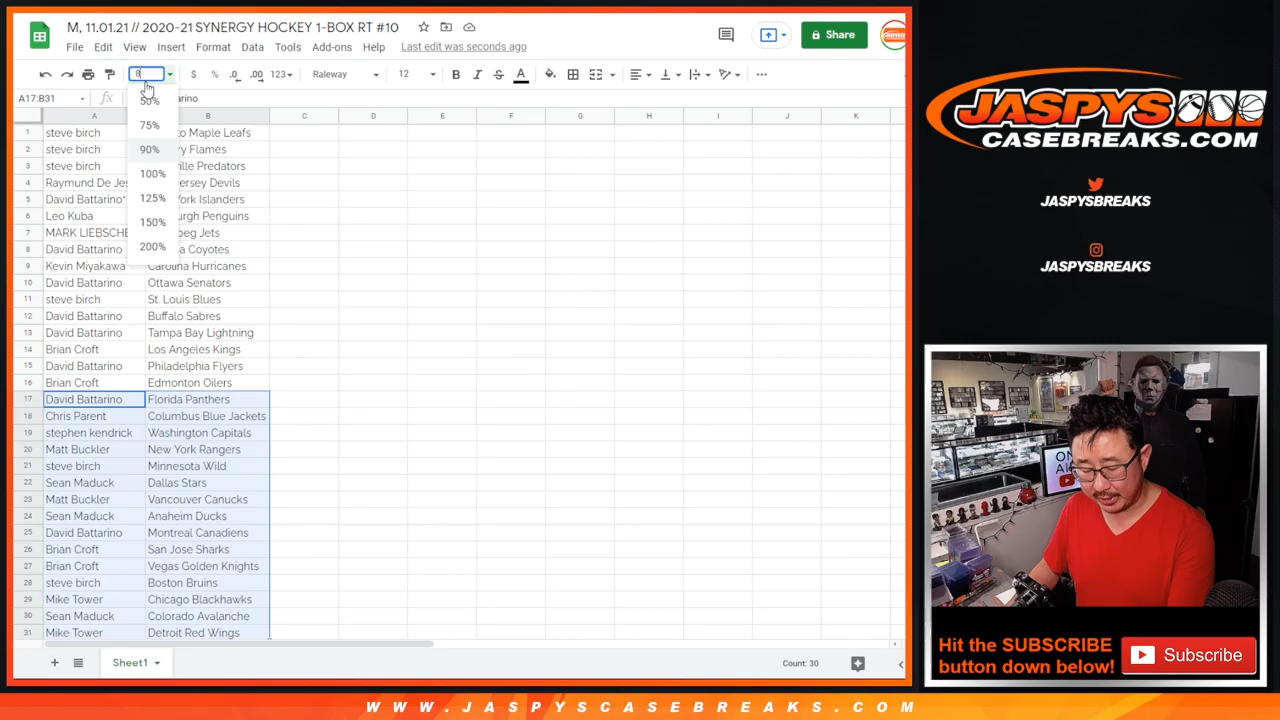 M, 11.01.21 // 2020-21 SYNERGY HOCKEY 1-BOX RT #10
File Edit View Insert Format Data Tools Add-ons Help Last edit was seconds ago
Share
8 $ % .0 .00 123 Raleway 12 B I S A
A17:B31 fx arino
50%
75%
90%
100%
125%
150%
200%
A B C D E F G H I J K
1 steve birch to Maple Leafs
2 steve birch ry Flames
3 steve birch ville Predators
4 Raymund De Jes ersey Devils
5 David Battarino* ork Islanders
6 Leo Kuba urgh Penguins
7 MARK LIEBSCHE peg Jets
8 David Battarino a Coyotes
9 Kevin Miyakawa Carolina Hurricanes
10 David Battarino Ottawa Senators
11 steve birch St. Louis Blues
12 David Battarino Buffalo Sabres
13 David Battarino Tampa Bay Lightning
14 Brian Croft Los Angeles Kings
15 David Battarino Philadelphia Flyers
16 Brian Croft Edmonton Oilers
17 David Battarino Florida Panthers
18 Chris Parent Columbus Blue Jackets
19 stephen kendrick Washington Capitals
20 Matt Buckler New York Rangers
21 steve birch Minnesota Wild
22 Sean Maduck Dallas Stars
23 Matt Buckler Vancouver Canucks
24 Sean Maduck Anaheim Ducks
25 David Battarino Montreal Canadiens
26 Brian Croft San Jose Sharks
27 Brian Croft Vegas Golden Knights
28 steve birch Boston Bruins
29 Mike Tower Chicago Blackhawks
30 Sean Maduck Colorado Avalanche
31 Mike Tower Detroit Red Wings
Sheet1
Count: 30
JASPYS
CASEBREAKS.COM
JASPYSBREAKS
JASPYSBREAKS
ON
Hit the SUBSCRIBE
button down below!
Subscribe
WWW.JASPYSCASEBREAKS.COM